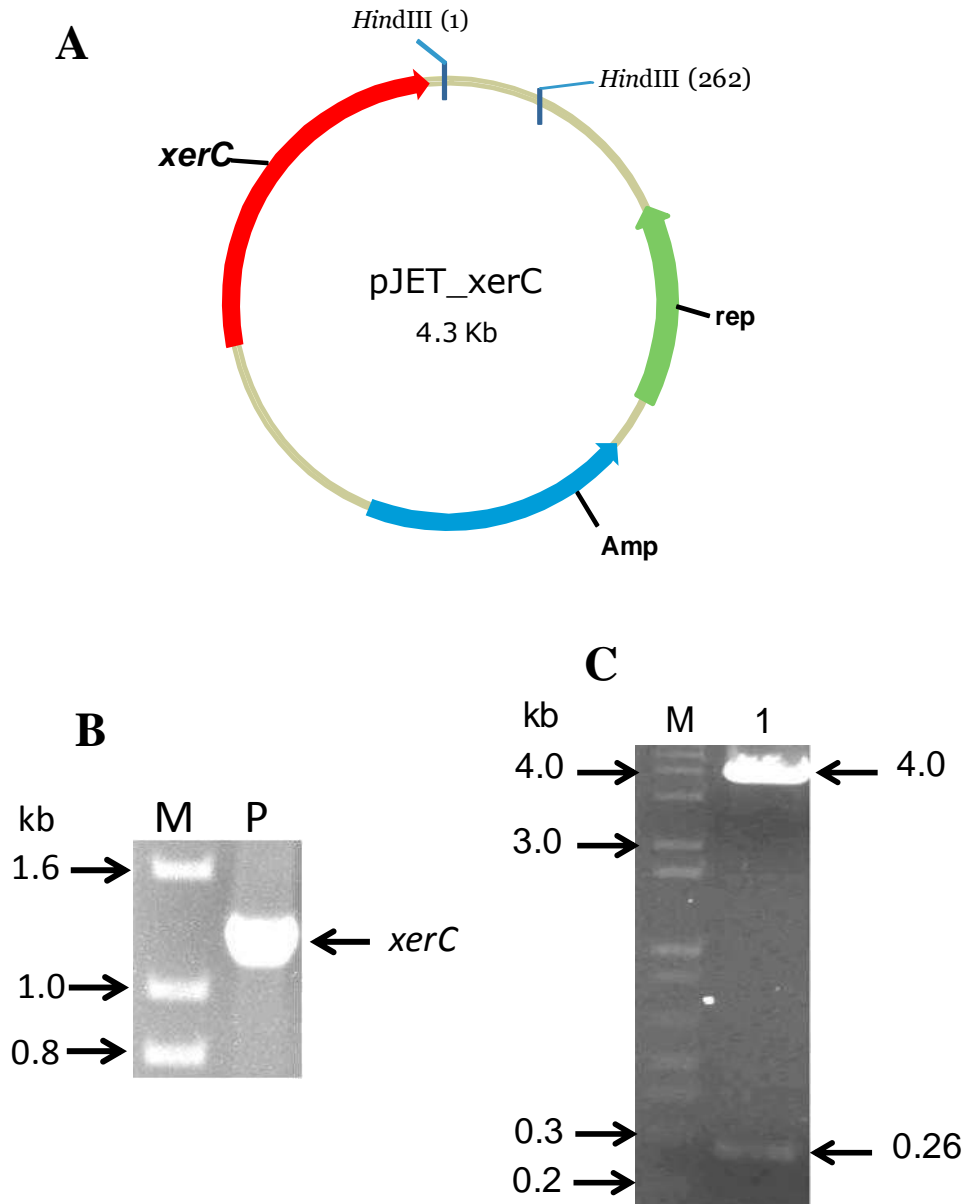 A
HindIII (1)
HindIII (262)
xerC
pJET_xerC
4.3 Kb
rep
Amp
B
kb
M P
1.6
xerC
1.0
0.8
C
kb
M 1
4.0 4.0
3.0
0.3
0.26
0.2